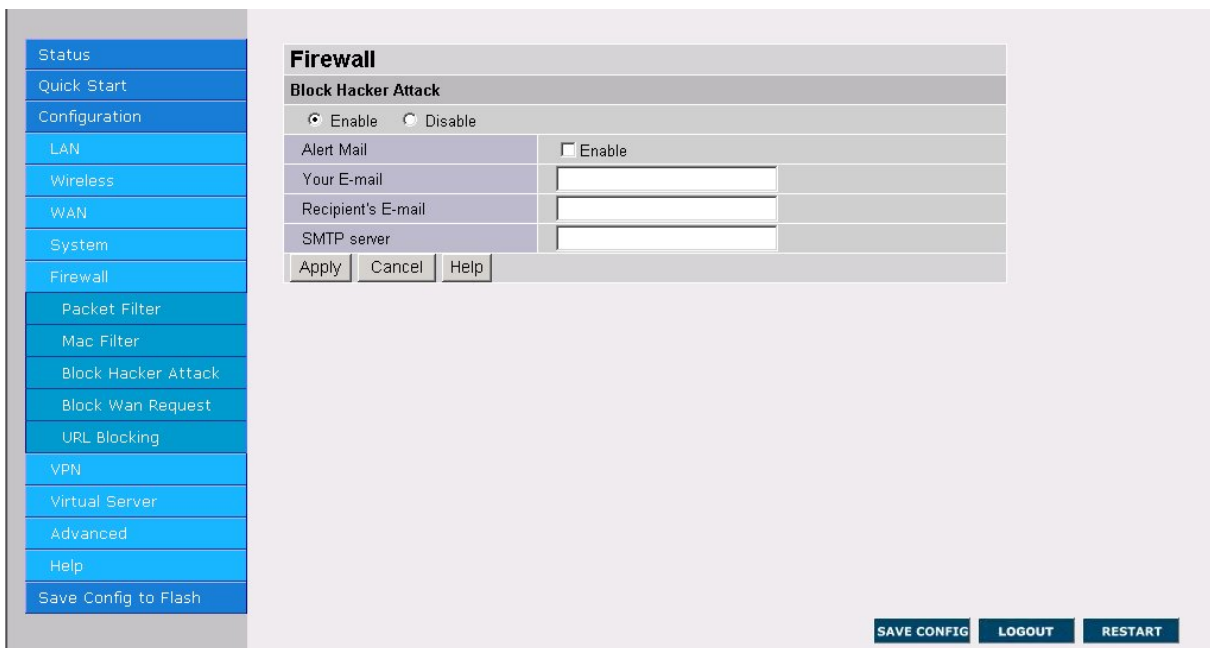 Status
Quick Start
Configuration
LAN
Wireless
WAN
System
Firewall
Packet Filter
Mac Filter
Block Hacker Attack
Block Wan Request
URL Blocking
VPN
Virtual Server
Advanced
Help
Save Config to Flash
Firewall
Block Hacker Attack
Enable Disable
Alert Mail Enable
Your E-mail
Recipient's E-mail
SMTP server
Apply Cancel Help
SAVE CONFIG LOGOUT RESTART